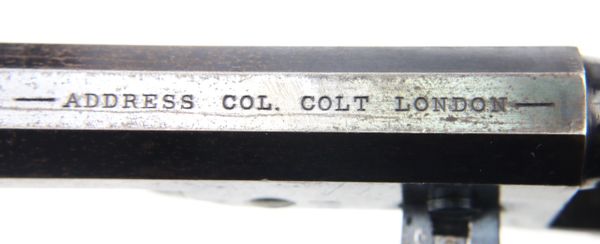 — ADDRESS COL. COLT LONDON —